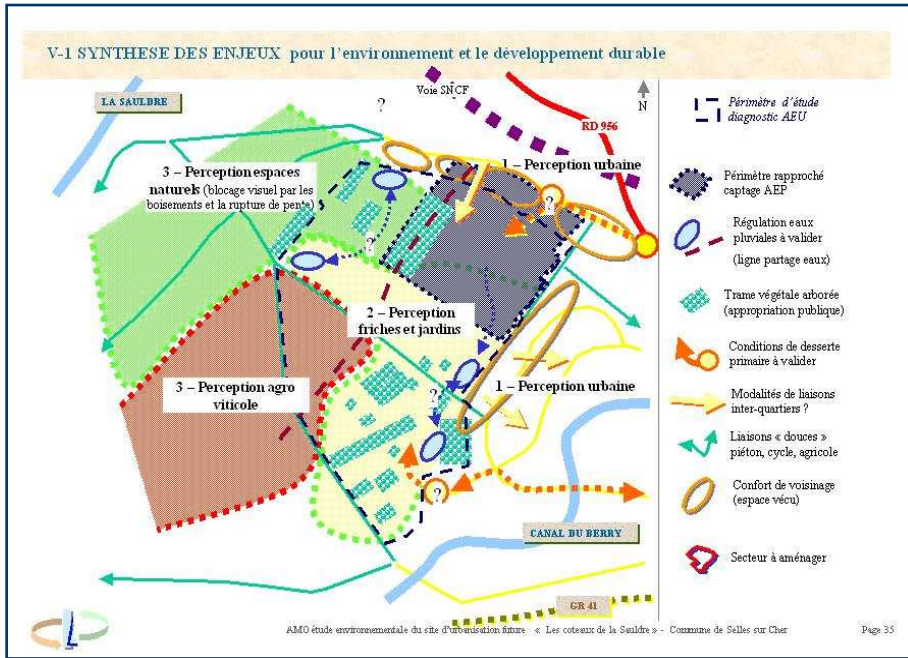 V-1 SYNTHESE DES ENJEUX pour l'environnement et le développement durable
LA SAULDRE
?
Voie SNCF
N
RD 956
3 – Perception espaces
naturels (blocage visuel par les
boisements et la rupture de pente)
1 – Perception urbaine
?
?
2 – Perception
friches et jardins
3 – Perception agro
viticole
1 – Perception urbaine
?
?
CANAL DU BERRY
GR 41
Périmètre d'étude
diagnostic AEU
Périmètre rapproché
captage AEP
Régulation eaux
pluviales à valider
(ligne partage eaux)
Trame végétale arborée
(appropriation publique)
Conditions de desserte
primaire à valider
Modalités de liaisons
inter-quartiers ?
Liaisons « douces »
piéton, cycle, agricole
Confort de voisinage
(espace vécu)
Secteur à aménager
AMO étude environnementale du site d'urbanisation future « Les coteaux de la Sauldre » - Commune de Selles sur Cher Page 35